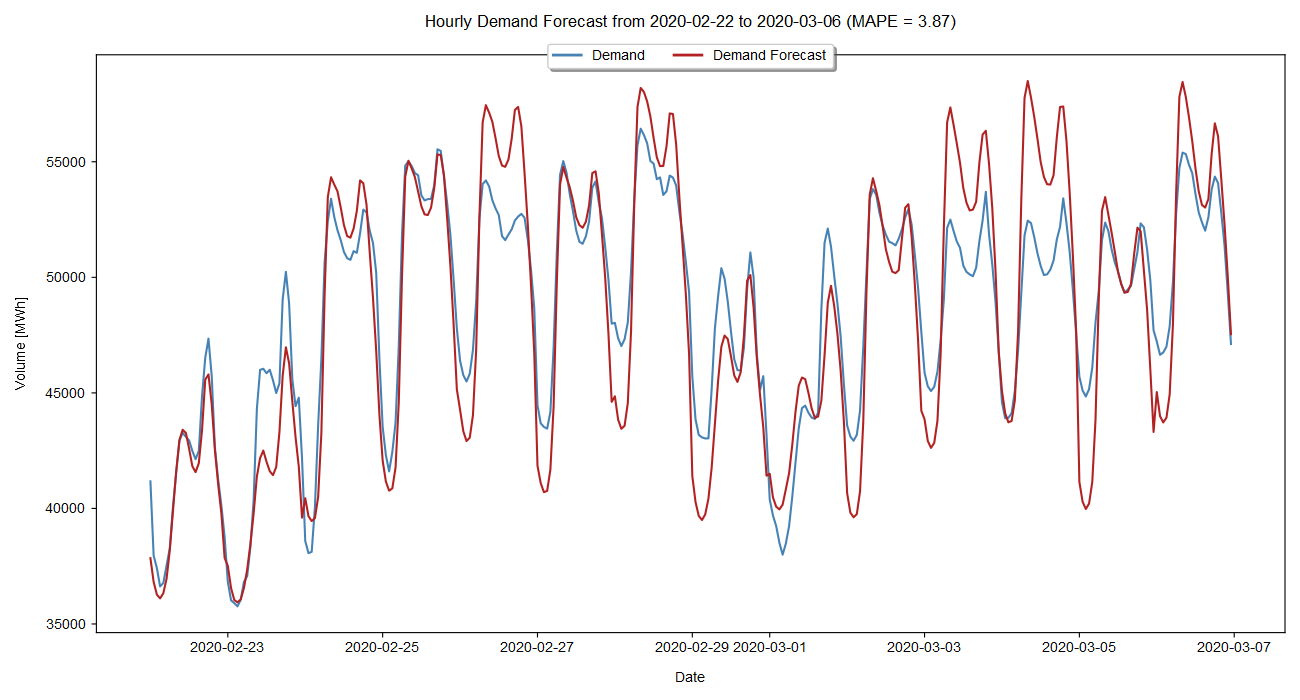 Hourly Demand Forecast from 2020-02-22 to 2020-03-06 (MAPE = 3.87)
Demand Demand Forecast
Volume [MWh]
55000
50000
45000
40000
35000
2020-02-23 2020-02-25 2020-02-27 2020-02-29 2020-03-01 2020-03-03 2020-03-05 2020-03-07
Date